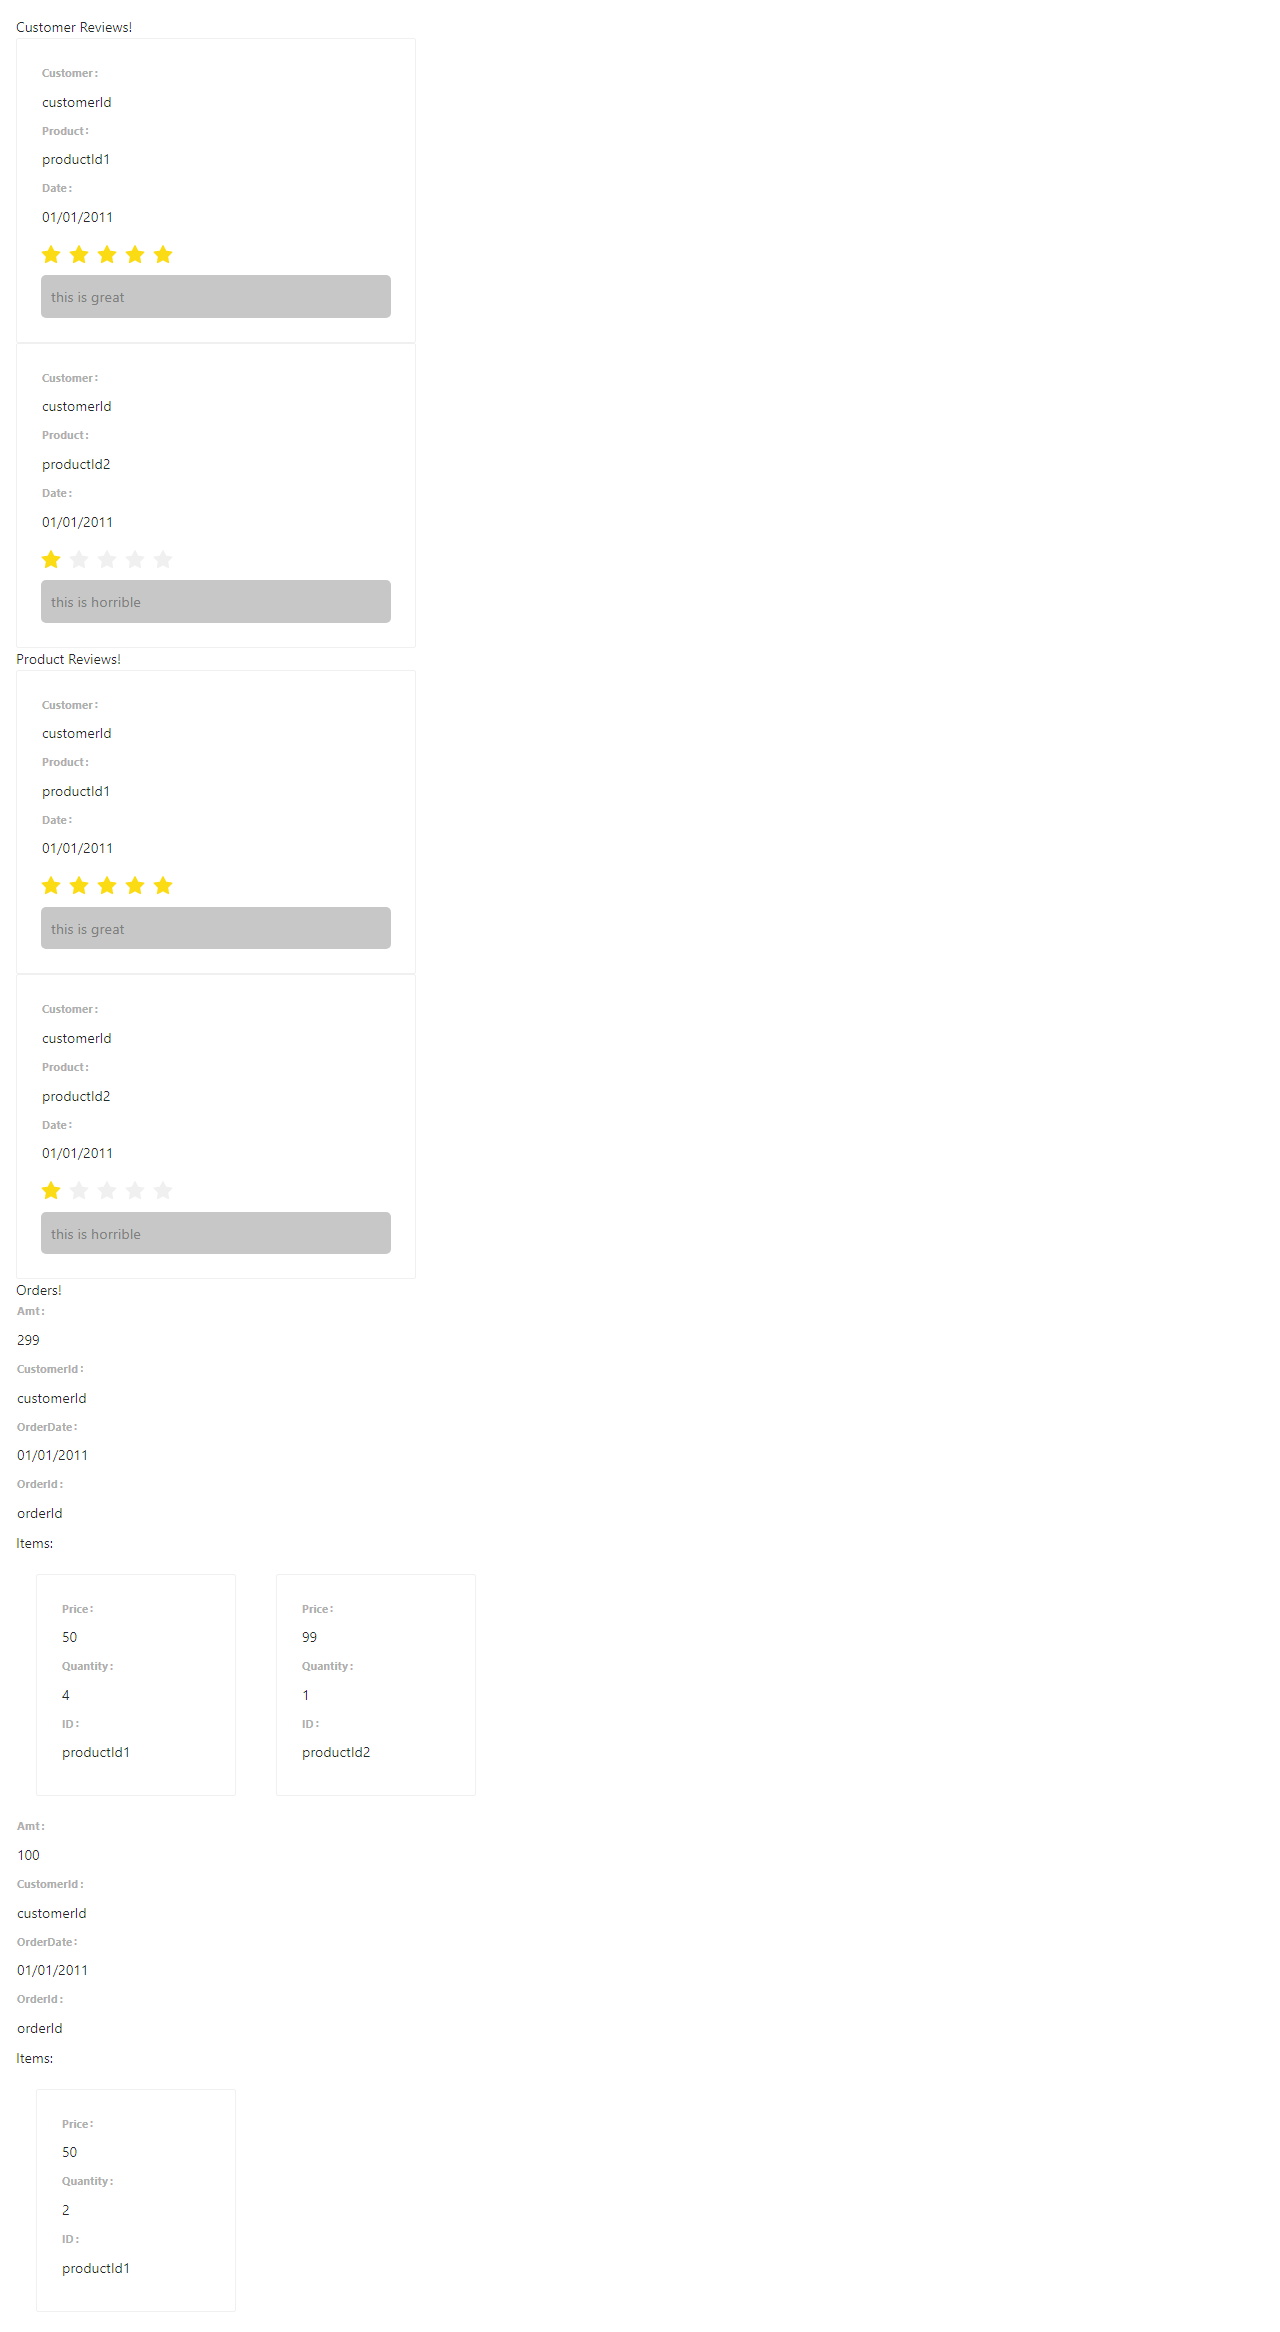 Customer Reviews!
Customer:
customerId
Product:
productId1
Date:
01/01/2011
this is great
Customer:
customerId
Product:
productId2
Date:
01/01/2011
this is horrible
Product Reviews!
Customer:
customerId
Product:
productId1
Date:
01/01/2011
this is great
Customer:
customerId
Product:
productId2
Date:
01/01/2011
this is horrible
Orders!
Amt:
299
CustomerId:
customerId
OrderDate:
01/01/2011
OrderId:
orderId
Items:
Price:
50
Quantity:
4
ID:
productId1
Price:
99
Quantity:
1
ID:
productId2
Amt:
100
CustomerId:
customerId
OrderDate:
01/01/2011
OrderId:
orderId
Items:
Price:
50
Quantity:
2
ID:
productId1